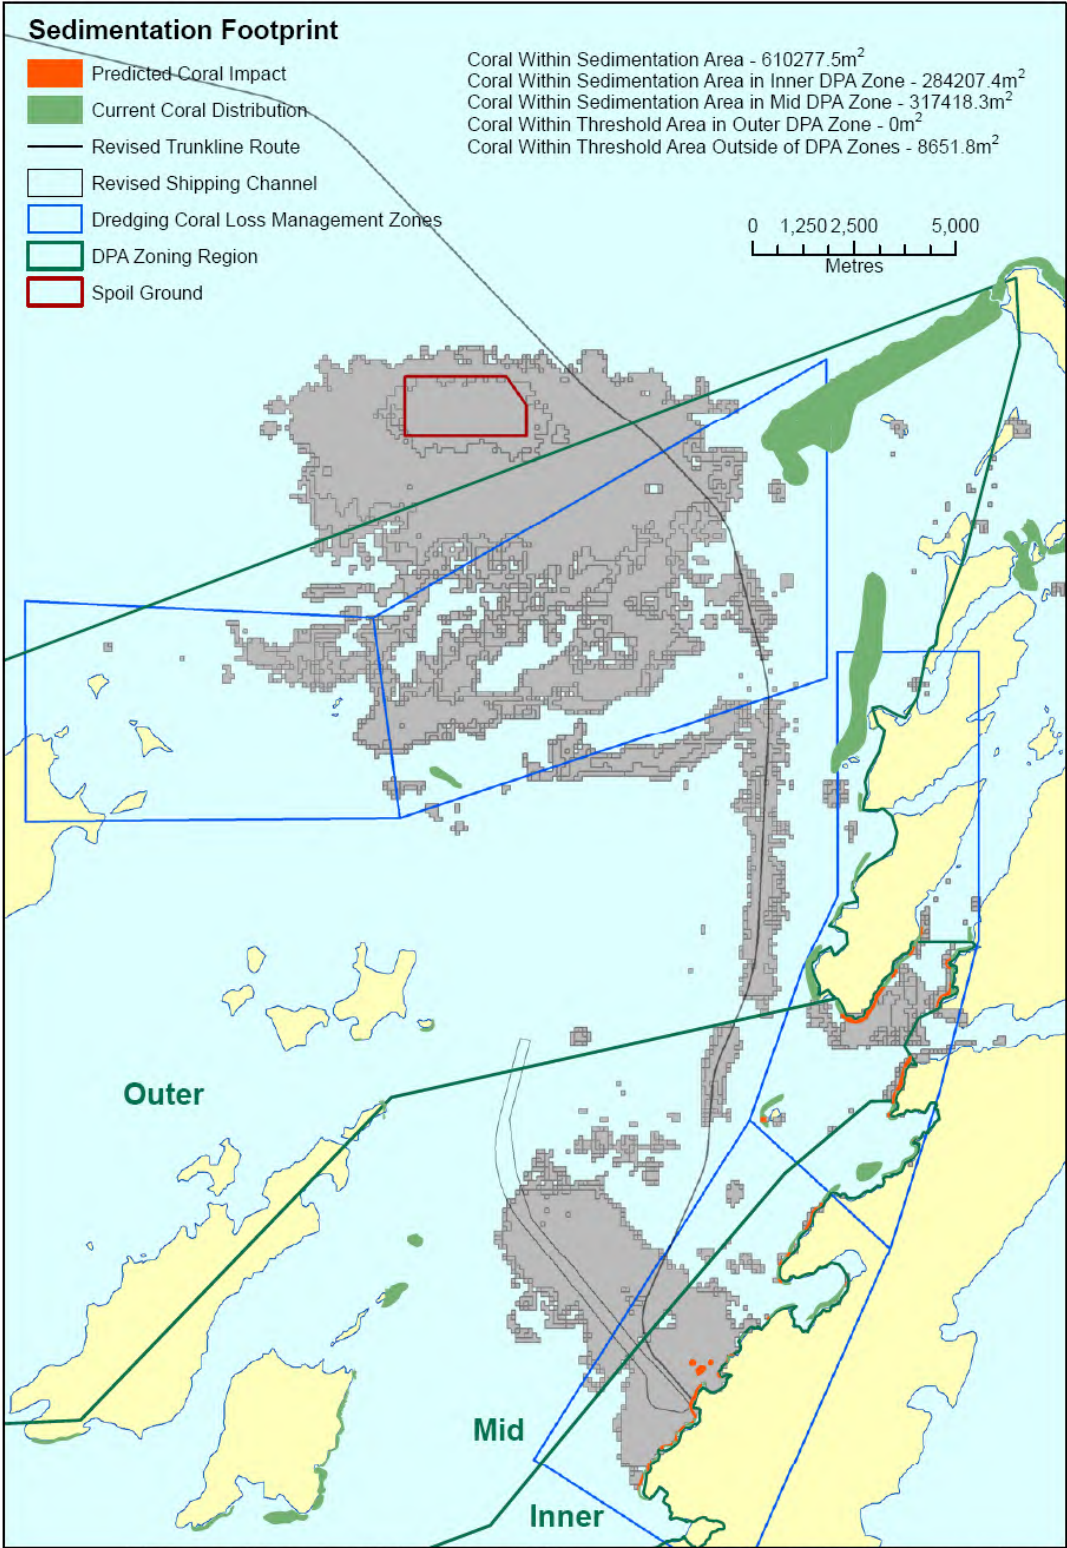 Sedimentation Footprint
Predicted Coral Impact
Current Coral Distribution
Revised Trunkline Route
Revised Shipping Channel
Dredging Coral Loss Management Zones
DPA Zoning Region
Spoil Ground
Coral Within Sedimentation Area - 610277.5m²
Coral Within Sedimentation Area in Inner DPA Zone - 284207.4m²
Coral Within Sedimentation Area in Mid DPA Zone - 317418.3m²
Coral Within Threshold Area in Outer DPA Zone - 0m²
Coral Within Threshold Area Outside of DPA Zones - 8651.8m²
0 1,250 2,500 5,000
Metres
Outer
Mid
Inner